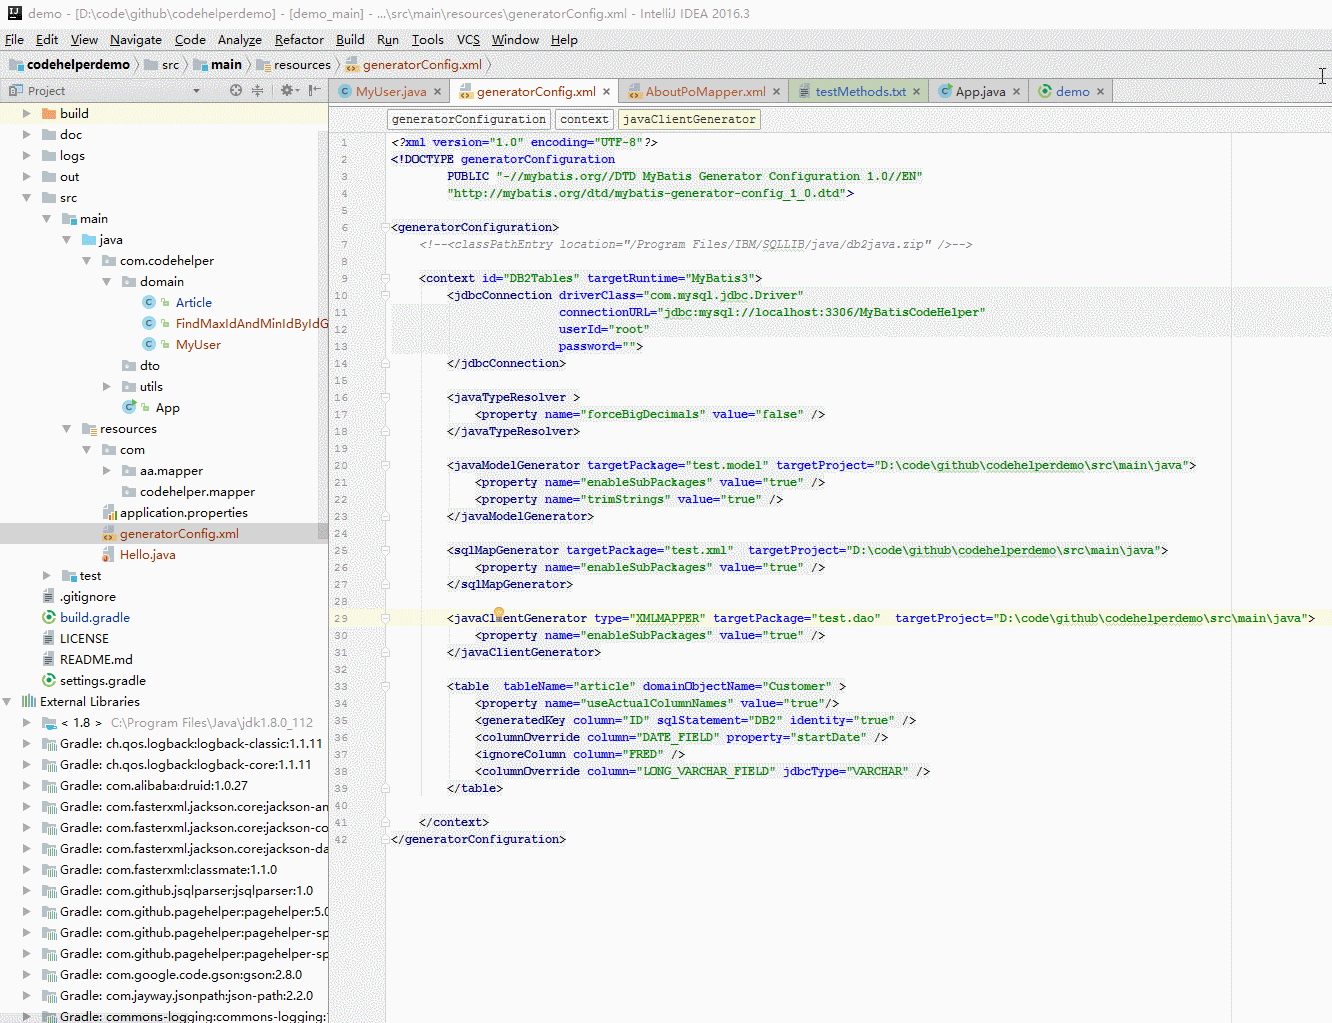 demo - [D:\code\github\codehelperdemo] - [demo_main] - ...\src\main\resources\generatorConfig.xml - IntelliJ IDEA 2016.3
File Edit View Navigate Code Analyze Refactor Build Run Tools VCS Window Help
codehelperdemo src main resources generatorConfig.xml
Project
MyUser.java generatorConfig.xml AboutPoMapper.xml testMethods.txt App.java demo
generatorConfiguration context javaClientGenerator
build
doc
logs
out
src
main
java
com.codehelper
domain
Article
FindMaxIdAndMinIdByIdG
MyUser
dto
utils
App
resources
com
aa.mapper
codehelper.mapper
application.properties
generatorConfig.xml
Hello.java
test
.gitignore
build.gradle
LICENSE
README.md
settings.gradle
External Libraries
< 1.8 > C:\Program Files\Java\jdk1.8.0_112
Gradle: ch.qos.logback:logback-classic:1.1.11
Gradle: ch.qos.logback:logback-core:1.1.11
Gradle: com.alibaba:druid:1.0.27
Gradle: com.fasterxml.jackson.core:jackson-an
Gradle: com.fasterxml.jackson.core:jackson-co
Gradle: com.fasterxml.jackson.core:jackson-da
Gradle: com.fasterxml:classmate:1.1.0
Gradle: com.github.jsqlparser:jsqlparser:1.0
Gradle: com.github.pagehelper:pagehelper:5.0
Gradle: com.github.pagehelper:pagehelper-sp
Gradle: com.github.pagehelper:pagehelper-sp
Gradle: com.google.code.gson:gson:2.8.0
Gradle: com.jayway.jsonpath:json-path:2.2.0
Gradle: commons-logging:commons-logging:
1 <?xml version="1.0" encoding="UTF-8"?>
2 <!DOCTYPE generatorConfiguration
3 PUBLIC "-//mybatis.org//DTD MyBatis Generator Configuration 1.0//EN"
4 "http://mybatis.org/dtd/mybatis-generator-config_1_0.dtd">
5
6 <generatorConfiguration>
7 <!--<classPathEntry location="/Program Files/IBM/SQLLIB/java/db2java.zip" />-->
8
9 <context id="DB2Tables" targetRuntime="MyBatis3">
10 <jdbcConnection driverClass="com.mysql.jdbc.Driver"
11 connectionURL="jdbc:mysql://localhost:3306/MyBatisCodeHelper"
12 userId="root"
13 password="">
14 </jdbcConnection>
15
16 <javaTypeResolver >
17 <property name="forceBigDecimals" value="false" />
18 </javaTypeResolver>
19
20 <javaModelGenerator targetPackage="test.model" targetProject="D:\code\github\codehelperdemo\src\main\java">
21 <property name="enableSubPackages" value="true" />
22 <property name="trimStrings" value="true" />
23 </javaModelGenerator>
24
25 <sqlMapGenerator targetPackage="test.xml" targetProject="D:\code\github\codehelperdemo\src\main\java">
26 <property name="enableSubPackages" value="true" />
27 </sqlMapGenerator>
28
29 <javaClientGenerator type="XMLMAPPER" targetPackage="test.dao" targetProject="D:\code\github\codehelperdemo\src\main\java">
30 <property name="enableSubPackages" value="true" />
31 </javaClientGenerator>
32
33 <table tableName="article" domainObjectName="Customer" >
34 <property name="useActualColumnNames" value="true"/>
35 <generatedKey column="ID" sqlStatement="DB2" identity="true" />
36 <columnOverride column="DATE_FIELD" property="startDate" />
37 <ignoreColumn column="FRED" />
38 <columnOverride column="LONG_VARCHAR_FIELD" jdbcType="VARCHAR" />
39 </table>
40
41 </context>
42 </generatorConfiguration>